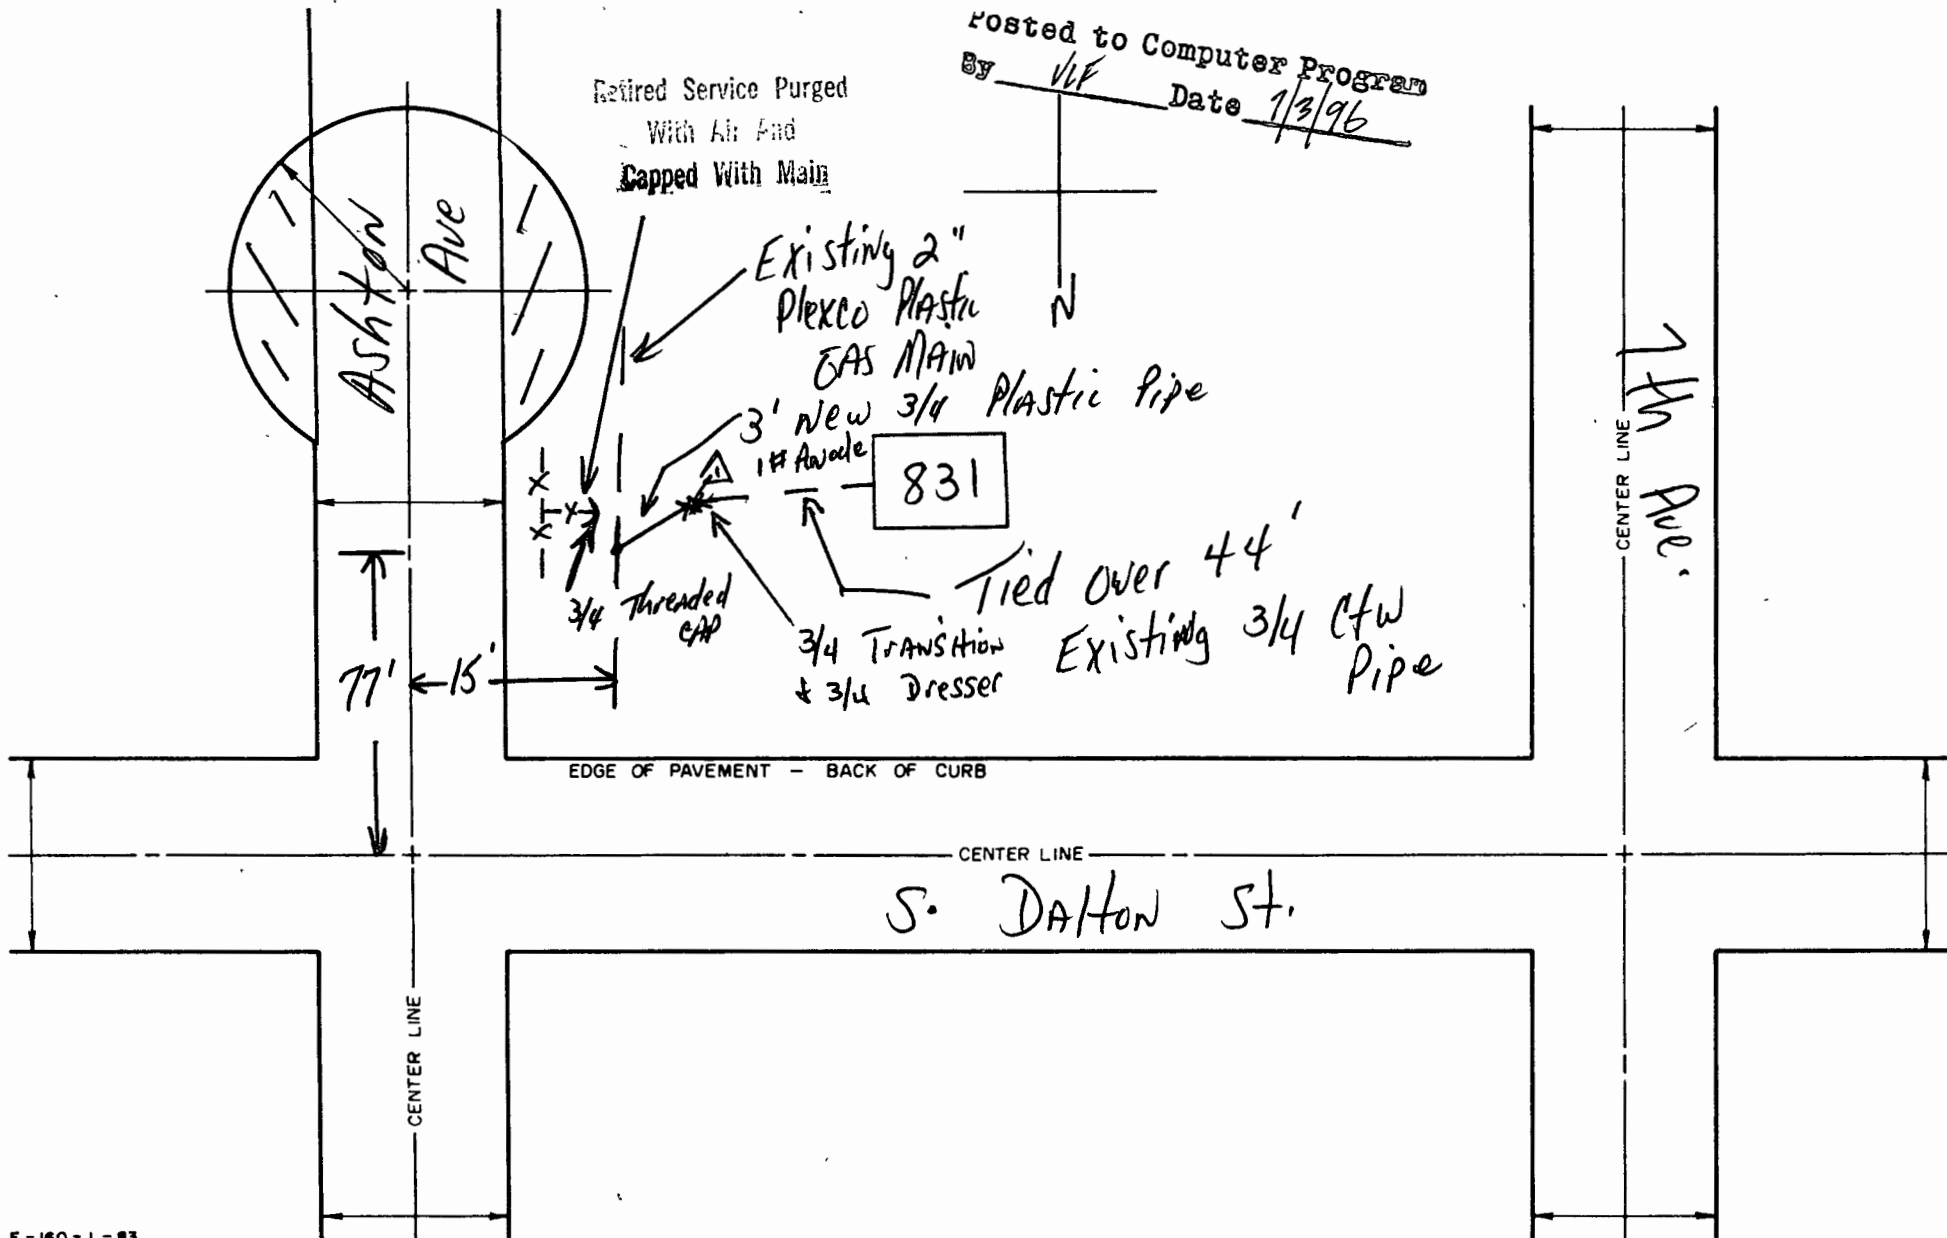 Posted to Computer Program
By VLF Date 1/3/96
Retired Service Purged
With Air And
Capped With Main
Ashton
Ave
Existing 2"
Plexco Plastic
GAS MAIN
N
3' New 3/4 Plastic Pipe
1# Anode
831
7th Ave.
CENTER LINE
3/4 Threaded
CAP
Tied Over 44'
Existing 3/4 Ctw
Pipe
3/4 Transition
& 3/4 Dresser
77'
15'
EDGE OF PAVEMENT – BACK OF CURB
CENTER LINE
S. Dalton St.
CENTER LINE
F-160-1-83